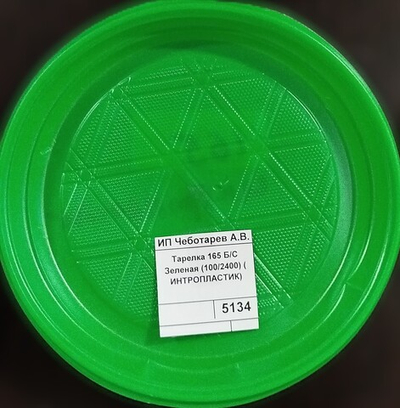 ИП Чеботарев А.В.
Тарелка 165 Б/С
Зеленая (100/2400) (
ИНТРОПЛАСТИК)
5134